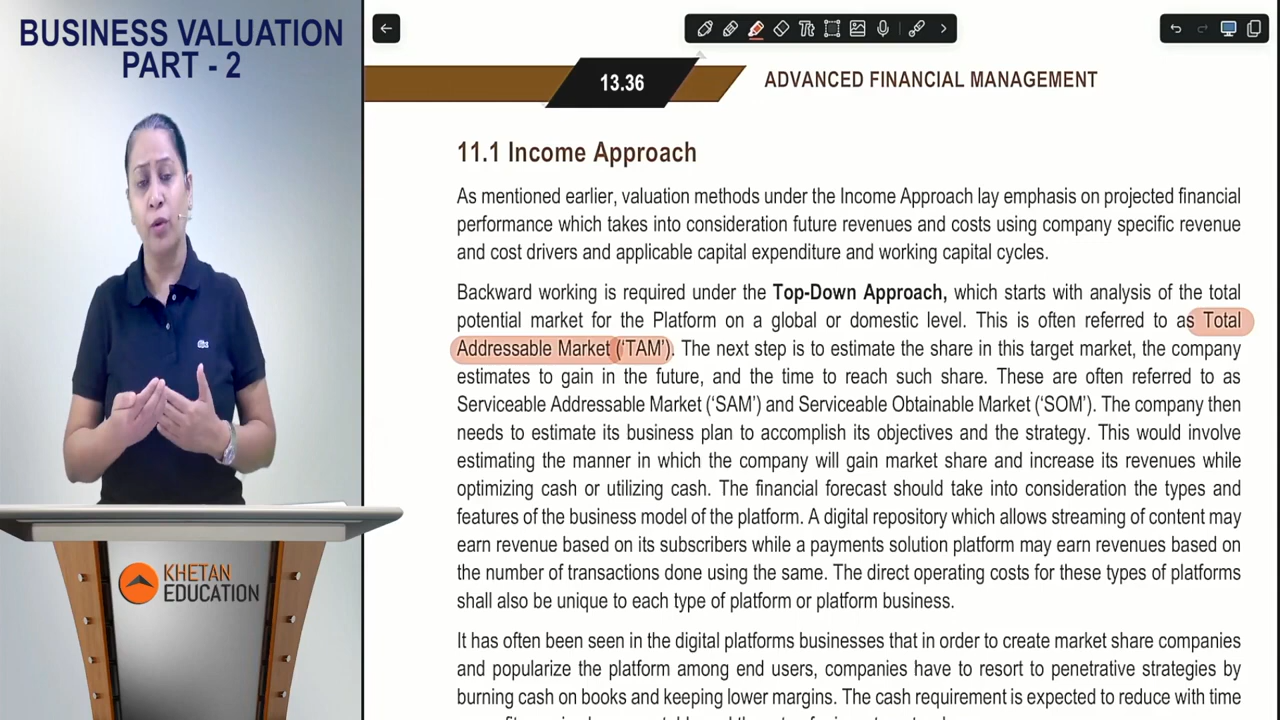 BUSINESS VALUATION
PART - 2
KHETAN
EDUCATION
13.36
ADVANCED FINANCIAL MANAGEMENT
11.1 Income Approach
As mentioned earlier, valuation methods under the Income Approach lay emphasis on projected financial
performance which takes into consideration future revenues and costs using company specific revenue
and cost drivers and applicable capital expenditure and working capital cycles.
Backward working is required under the Top-Down Approach, which starts with analysis of the total
potential market for the Platform on a global or domestic level. This is often referred to as Total
Addressable Market (‘TAM’). The next step is to estimate the share in this target market, the company
estimates to gain in the future, and the time to reach such share. These are often referred to as
Serviceable Addressable Market (‘SAM’) and Serviceable Obtainable Market (‘SOM’). The company then
needs to estimate its business plan to accomplish its objectives and the strategy. This would involve
estimating the manner in which the company will gain market share and increase its revenues while
optimizing cash or utilizing cash. The financial forecast should take into consideration the types and
features of the business model of the platform. A digital repository which allows streaming of content may
earn revenue based on its subscribers while a payments solution platform may earn revenues based on
the number of transactions done using the same. The direct operating costs for these types of platforms
shall also be unique to each type of platform or platform business.
It has often been seen in the digital platforms businesses that in order to create market share companies
and popularize the platform among end users, companies have to resort to penetrative strategies by
burning cash on books and keeping lower margins. The cash requirement is expected to reduce with time